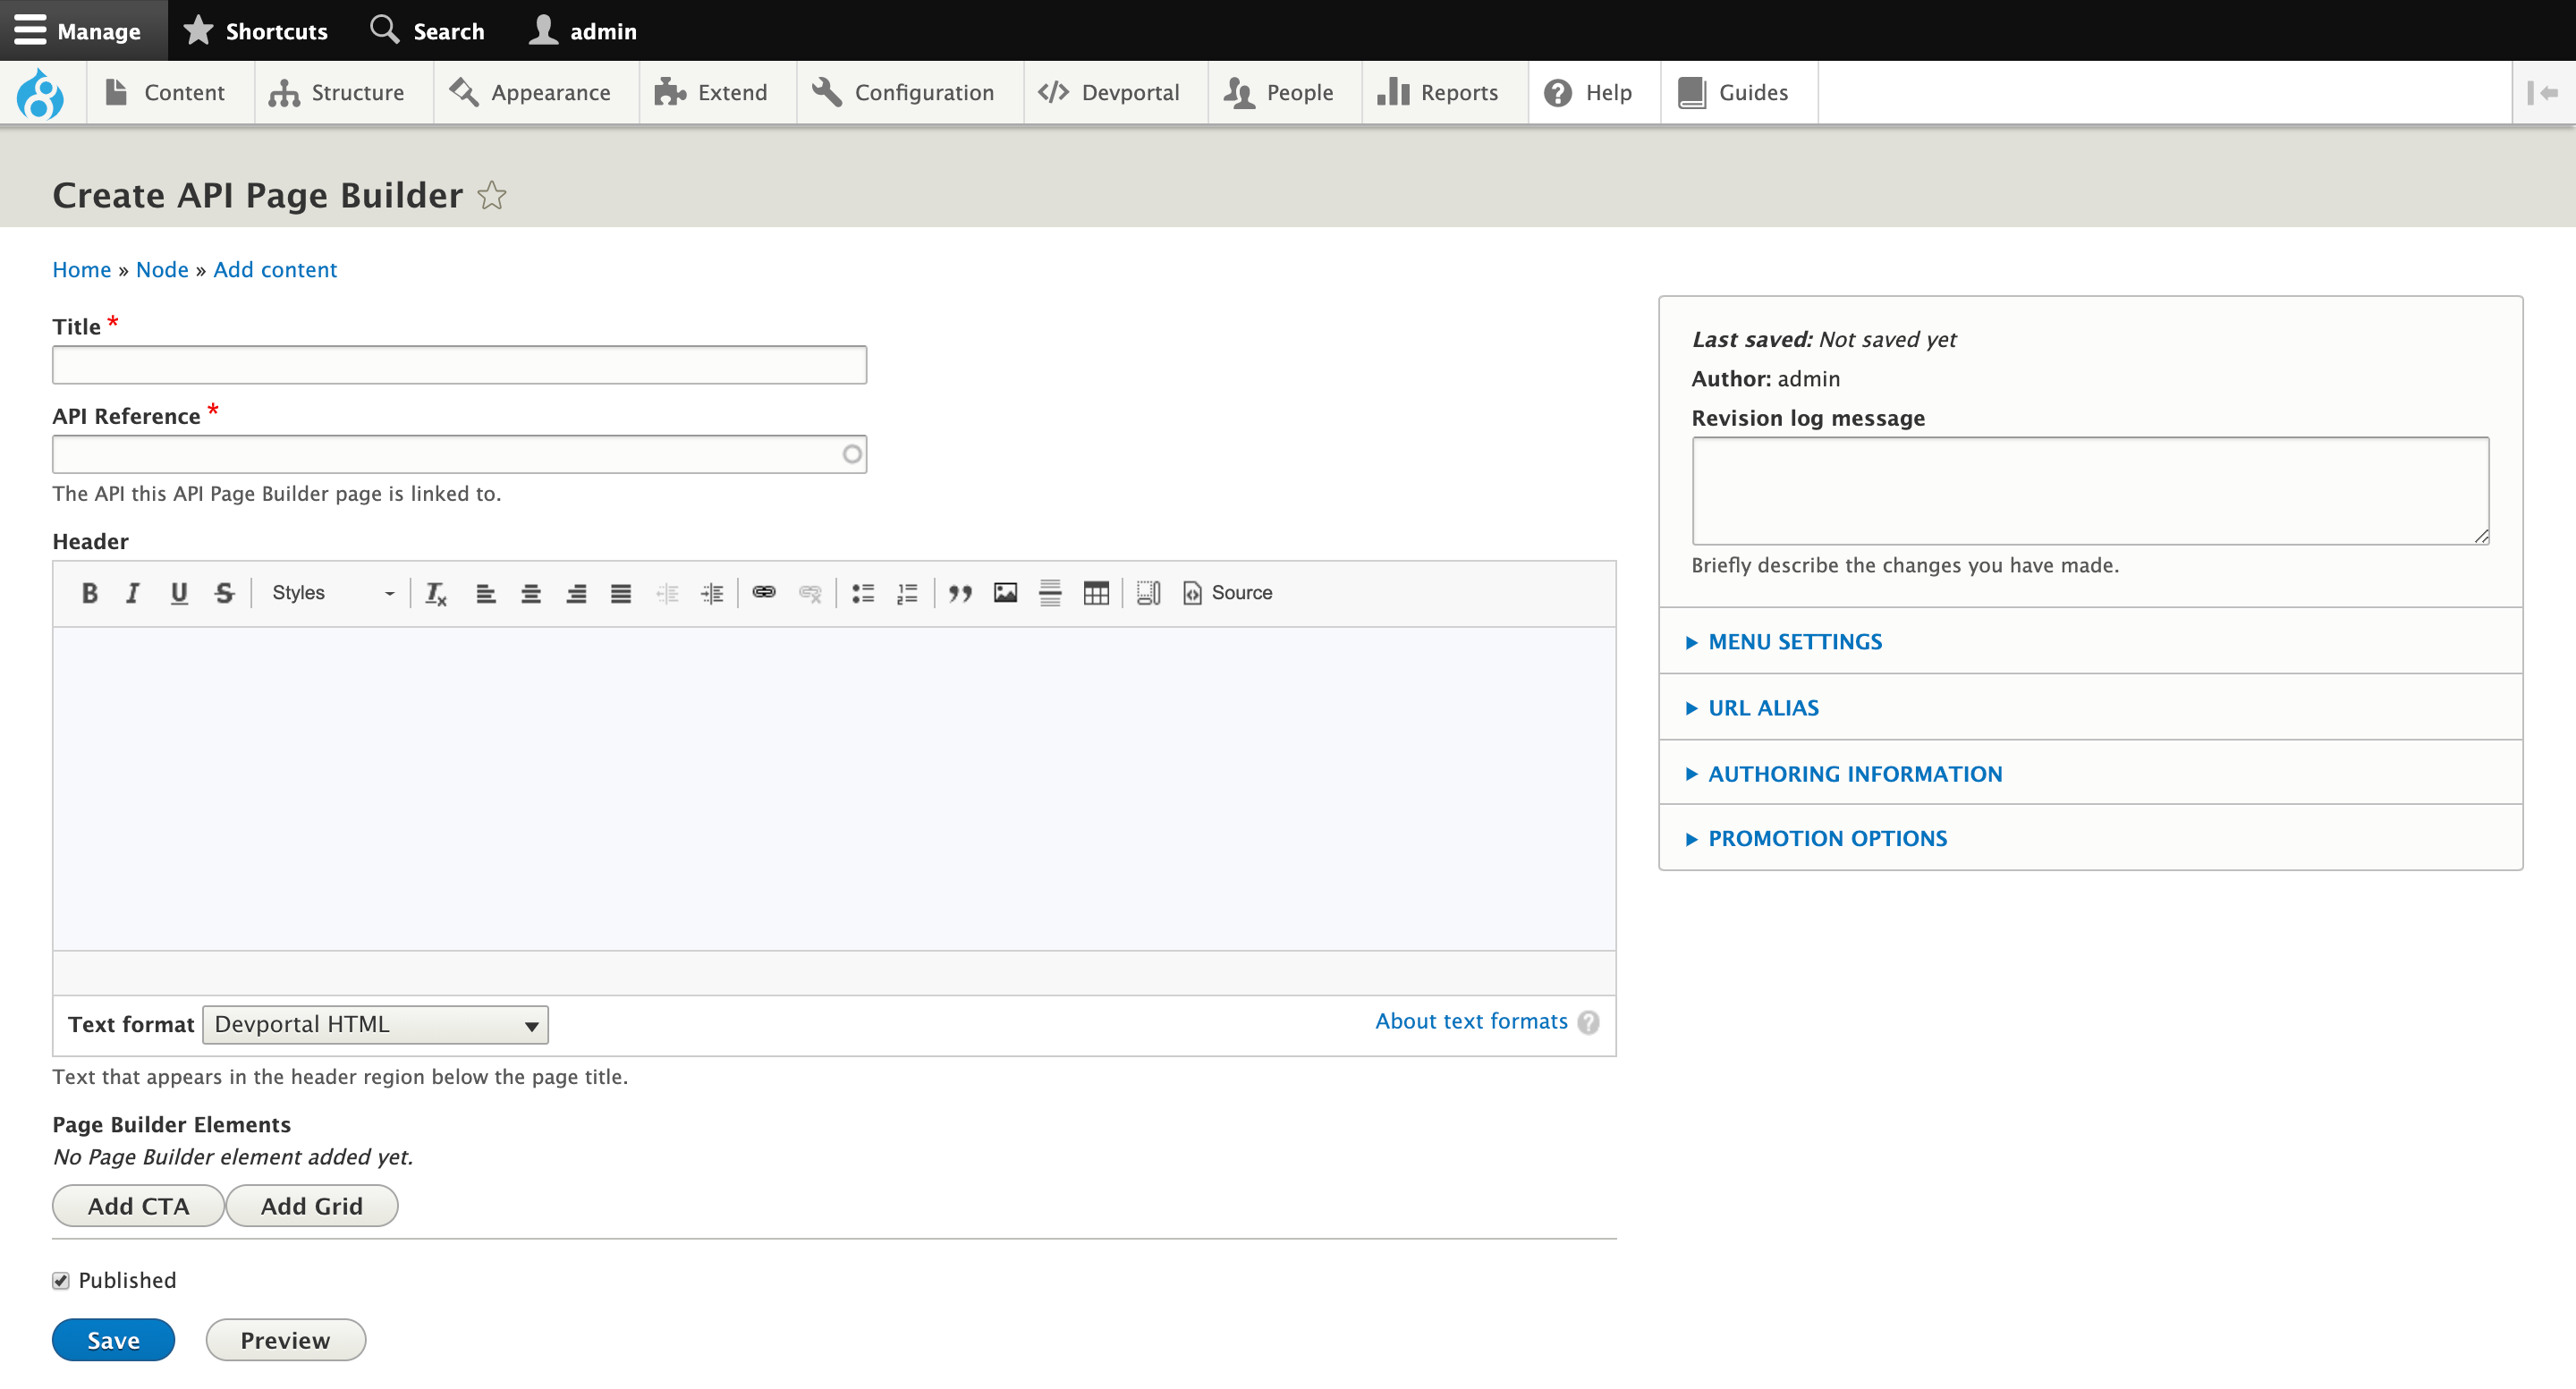 Manage Shortcuts Search admin
Content Structure Appearance Extend Configuration Devportal People Reports Help Guides
Create API Page Builder
Home » Node » Add content
Title *
API Reference *
The API this API Page Builder page is linked to.
Header
B I U S Styles Source
Text format Devportal HTML About text formats ?
Text that appears in the header region below the page title.
Page Builder Elements
No Page Builder element added yet.
Add CTA Add Grid
Published
Save Preview
Last saved: Not saved yet
Author: admin
Revision log message
Briefly describe the changes you have made.
MENU SETTINGS
URL ALIAS
AUTHORING INFORMATION
PROMOTION OPTIONS